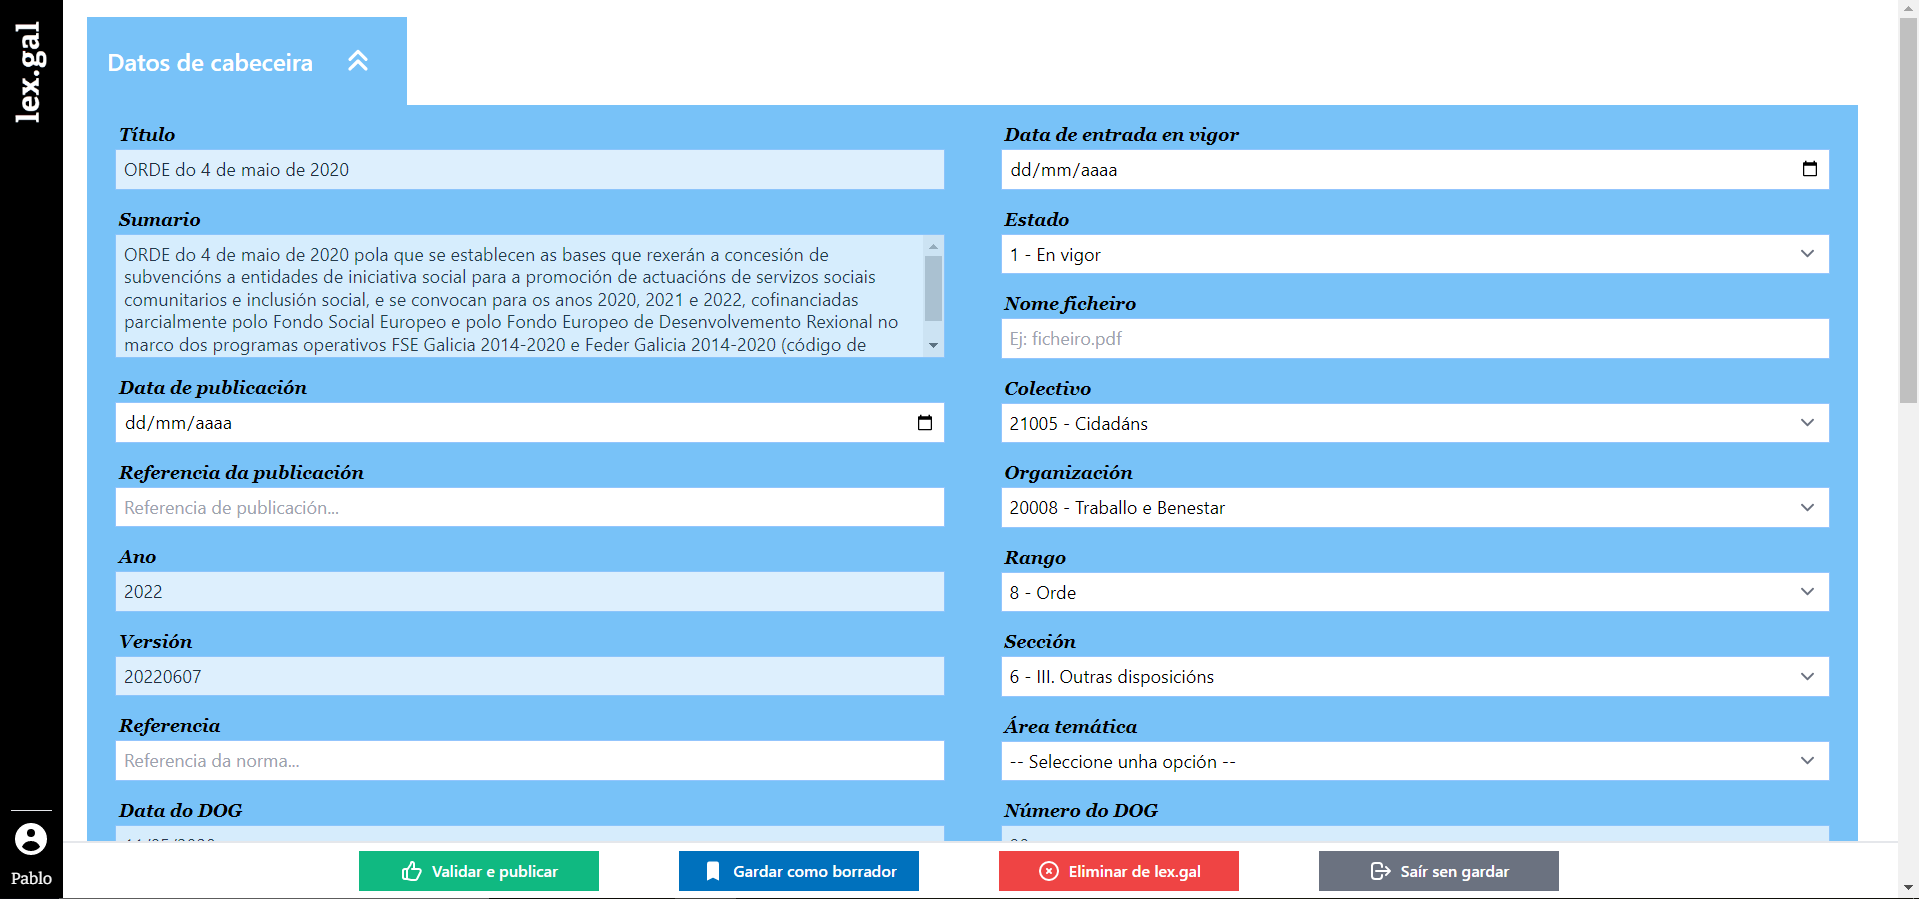 lex.gal
Datos de cabeceira
Título
ORDE do 4 de maio de 2020
Sumario
ORDE do 4 de maio de 2020 pola que se establecen as bases que rexerán a concesión de
subvencións a entidades de iniciativa social para a promoción de actuacións de servizos sociais
comunitarios e inclusión social, e se convocan para os anos 2020, 2021 e 2022, cofinanciadas
parcialmente polo Fondo Social Europeo e polo Fondo Europeo de Desenvolvemento Rexional no
marco dos programas operativos FSE Galicia 2014-2020 e Feder Galicia 2014-2020 (código de
Data de publicación
dd/mm/aaaa
Referencia da publicación
Referencia de publicación...
Ano
2022
Versión
20220607
Referencia
Referencia da norma...
Data do DOG
Data de entrada en vigor
dd/mm/aaaa
Estado
1 - En vigor
Nome ficheiro
Ej: ficheiro.pdf
Colectivo
21005 - Cidadáns
Organización
20008 - Traballo e Benestar
Rango
8 - Orde
Sección
6 - III. Outras disposicións
Área temática
-- Seleccione unha opción --
Número do DOG
Pablo
Validar e publicar
Gardar como borrador
Eliminar de lex.gal
Saír sen gardar